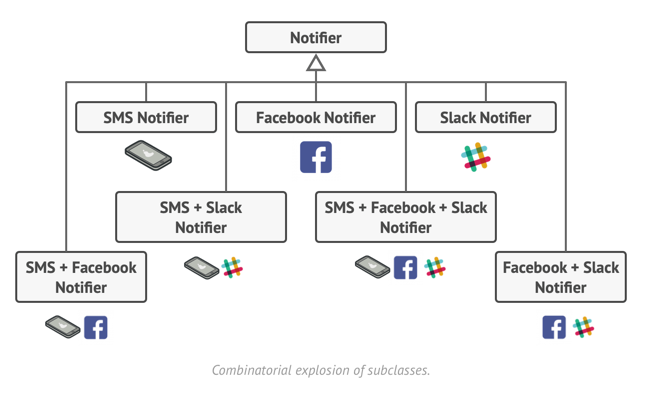 Notifier
SMS Notifier
Facebook Notifier
Slack Notifier
SMS + Slack
Notifier
SMS + Facebook + Slack
Notifier
SMS + Facebook
Notifier
Facebook + Slack
Notifier
Combinatorial explosion of subclasses.